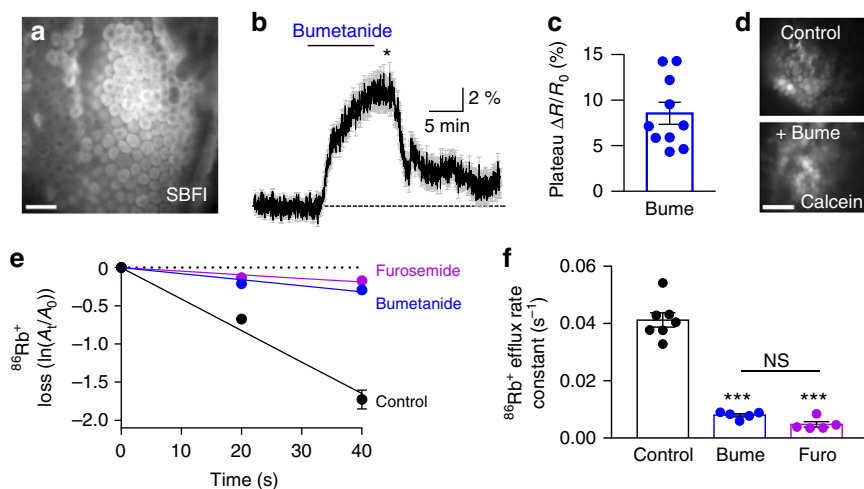 a
SBFI
b
Bumetanide
*
2 %
5 min
c
Plateau ΔR/R₀ (%)
15
10
5
0
Bume
d
Control
+ Bume
Calcein
e
⁸⁶Rb⁺
loss (ln(Aₜ/A₀))
0
−0.5
−1.0
−1.5
−2.0
Furosemide
Bumetanide
Control
0
10
20
30
40
Time (s)
f
⁸⁶Rb⁺ efflux rate
constant (s⁻¹)
0.06
0.04
0.02
0.00
NS
***
***
Control
Bume
Furo